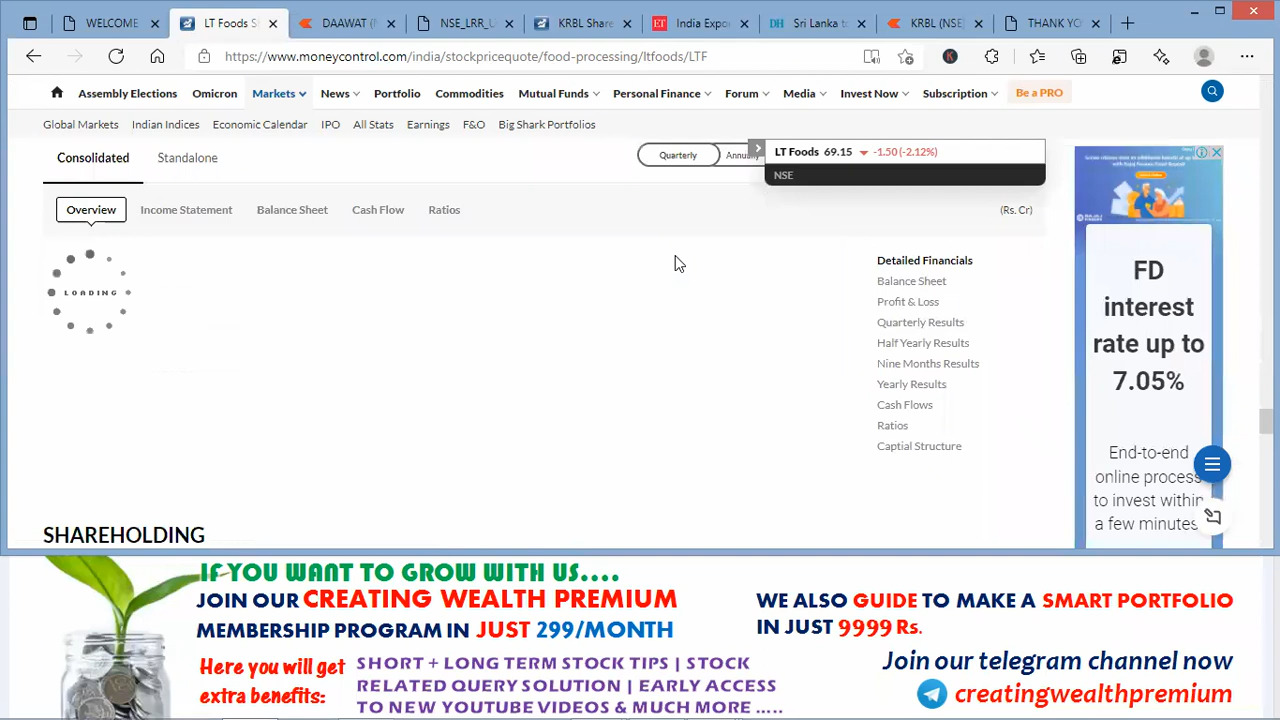 WELCOME
LT Foods S
DAAWAT (
NSE_LRR_
KRBL Share
ET India Expo
DH Sri Lanka to
KRBL (NSE
THANK YO
https://www.moneycontrol.com/india/stockpricequote/food-processing/ltfoods/LTF
K
Assembly Elections Omicron Markets News Portfolio Commodities Mutual Funds Personal Finance Forum Media Invest Now Subscription Be a PRO
Global Markets Indian Indices Economic Calendar IPO All Stats Earnings F&O Big Shark Portfolios
Consolidated Standalone Quarterly Annually
LT Foods 69.15 -1.50 (-2.12%)
NSE
Overview Income Statement Balance Sheet Cash Flow Ratios (Rs. Cr)
LOADING
Detailed Financials
Balance Sheet
Profit & Loss
Quarterly Results
Half Yearly Results
Nine Months Results
Yearly Results
Cash Flows
Ratios
Captial Structure
FD
interest
rate up to
7.05%
End-to-end
online process
to invest within
a few minutes
SHAREHOLDING
IF YOU WANT TO GROW WITH US....
JOIN OUR CREATING WEALTH PREMIUM
MEMBERSHIP PROGRAM IN JUST 299/MONTH
Here you will get
extra benefits:
SHORT + LONG TERM STOCK TIPS | STOCK
RELATED QUERY SOLUTION | EARLY ACCESS
TO NEW YOUTUBE VIDEOS & MUCH MORE .....
WE ALSO GUIDE TO MAKE A SMART PORTFOLIO
IN JUST 9999 Rs.
Join our telegram channel now
creatingwealthpremium